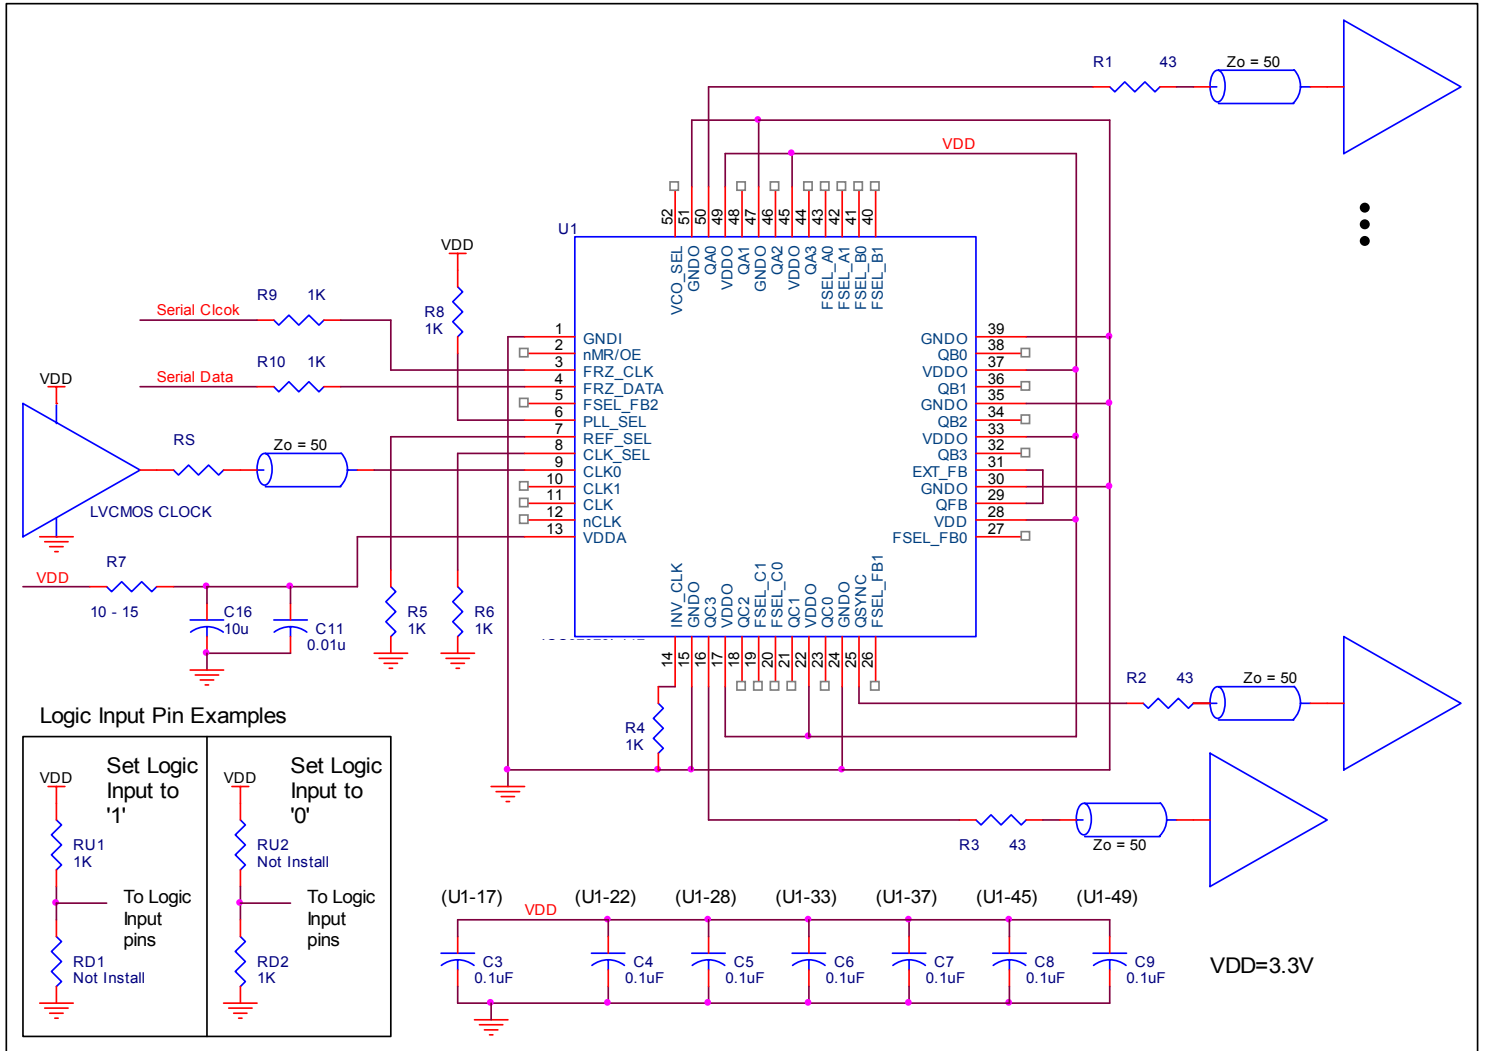 R1 43 Zo = 50
VDD
52 51 50 49 48 47 46 45 44 43 42 41 40
U1
VCO_SEL GNDO QA0 VDDO QA1 GNDO QA2 VDDO QA3 FSEL_A0 FSEL_A1 FSEL_B0 FSEL_B1
VDD
R8
1K
R9 1K
Serial Clcok
R10 1K
Serial Data
VDD
RS
Zo = 50
LVCMOS CLOCK
1 GNDI
2 nMR/OE
3 FRZ_CLK
4 FRZ_DATA
5 FSEL_FB2
6 PLL_SEL
7 REF_SEL
8 CLK_SEL
9 CLK0
10 CLK1
11 CLK
12 nCLK
13 VDDA
GNDO 39
QB0 38
VDDO 37
QB1 36
GNDO 35
QB2 34
VDDO 33
QB3 32
EXT_FB 31
GNDO 30
QFB 29
VDD 28
FSEL_FB0 27
INV_CLK GNDO QC3 VDDO QC2 FSEL_C1 FSEL_C0 QC1 VDDO QC0 GNDO QSYNC FSEL_FB1
14 15 16 17 18 19 20 21 22 23 24 25 26
R7
VDD
10 - 15
C16
10u
C11
0.01u
R5
1K
R6
1K
R4
1K
R2 43 Zo = 50
R3 43 Zo = 50
Logic Input Pin Examples
VDD
Set Logic
Input to
'1'
RU1
1K
To Logic
Input
pins
RD1
Not Install
VDD
Set Logic
Input to
'0'
RU2
Not Install
To Logic
Input
pins
RD2
1K
(U1-17) (U1-22) (U1-28) (U1-33) (U1-37) (U1-45) (U1-49)
VDD
C3 C4 C5 C6 C7 C8 C9
0.1uF 0.1uF 0.1uF 0.1uF 0.1uF 0.1uF 0.1uF
VDD=3.3V